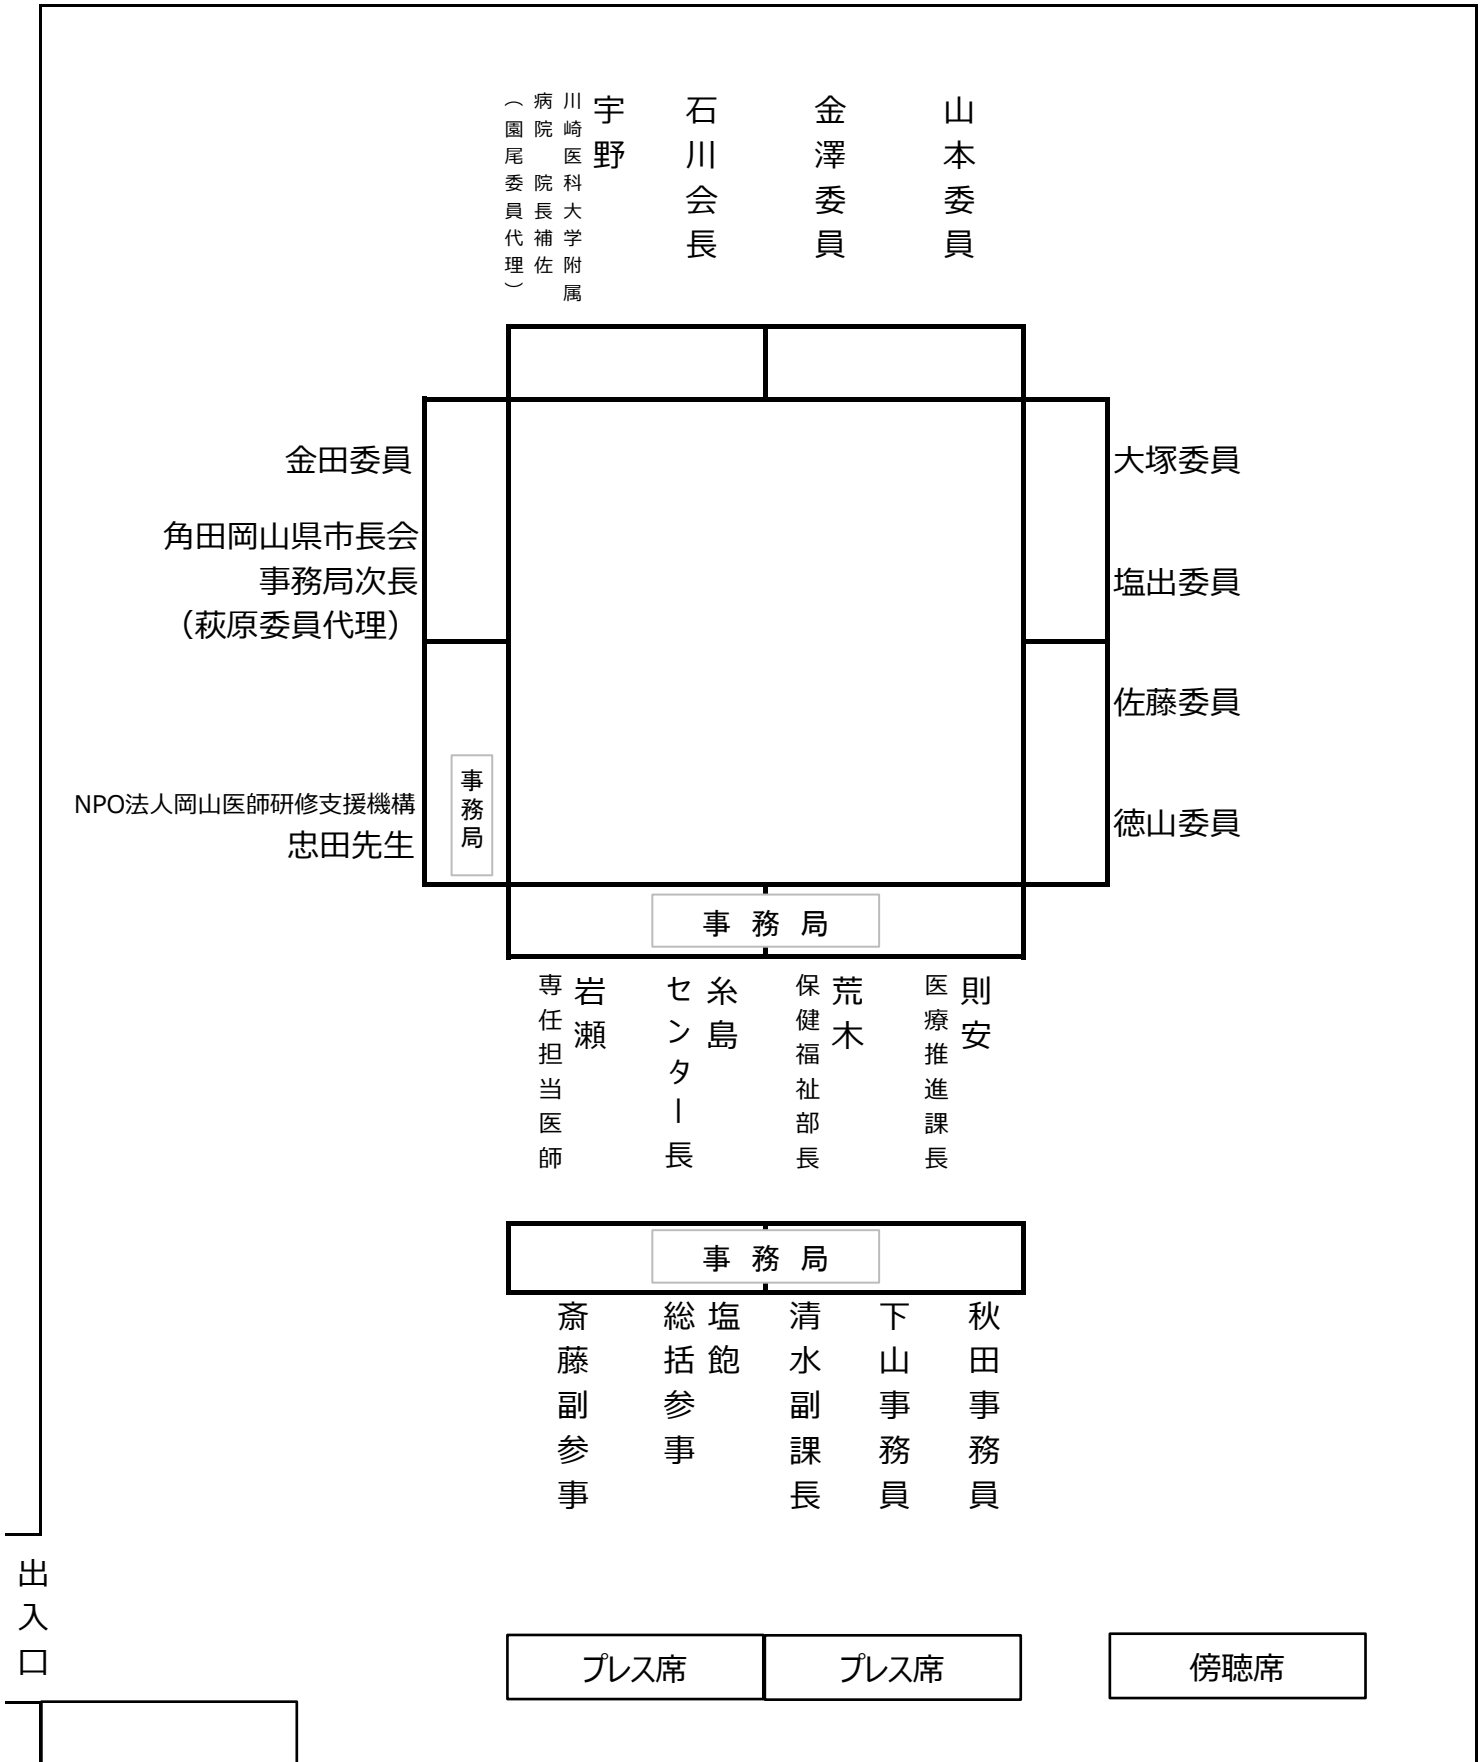 宇野
川崎医科大学附属
病院　院長補佐
（園尾委員代理）
石川会長
金澤委員
山本委員
金田委員
角田岡山県市長会
事務局次長
（萩原委員代理）
NPO法人岡山医師研修支援機構
忠田先生
事務局
大塚委員
塩出委員
佐藤委員
徳山委員
事 務 局
岩瀬
専任担当医師
糸島
センター長
荒木
保健福祉部長
則安
医療推進課長
事 務 局
斎藤副参事
塩飽
総括参事
清水副課長
下山事務員
秋田事務員
出入口
プレス席
プレス席
傍聴席